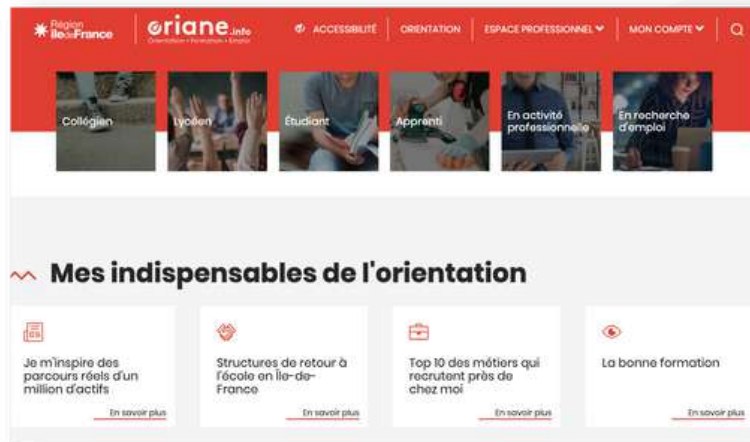 Région
île de France
oriane.info
Orientation • Formation • Emploi
ACCESSIBILITÉ
ORIENTATION
ESPACE PROFESSIONNEL
MON COMPTE
Collégien
Lycéen
Étudiant
Apprenti
En activité
professionnelle
En recherche
d'emploi
Mes indispensables de l'orientation
Je m'inspire des
parcours réels d'un
million d'actifs
En savoir plus
Structures de retour à
l'école en Île-de-
France
En savoir plus
Top 10 des métiers qui
recrutent près de
chez moi
En savoir plus
La bonne formation
En savoir plus